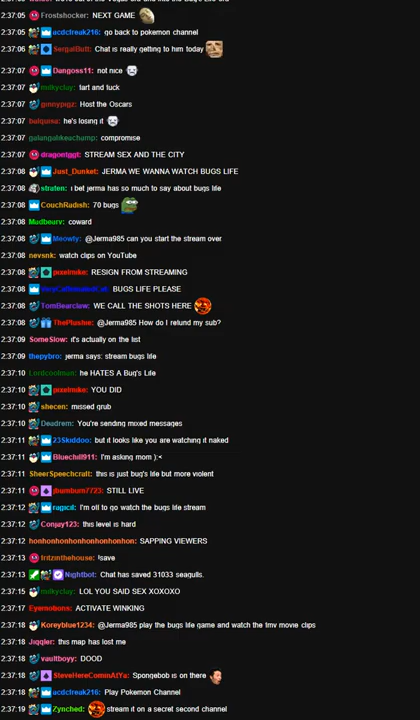 2:37:05 Frostshocker: NEXT GAME
2:37:05 acdcfreak216: go back to pokemon channel
2:37:06 SergalButt: Chat is really getting to him today
2:37:07 Dangoss11: not nice
2:37:07 milkyclay: fart and fuck
2:37:07 ginnypigz: Host the Oscars
2:37:07 he's losing it
2:37:07 galangalikeachamp: compromise
2:37:07 dragontggt: STREAM SEX AND THE CITY
2:37:08 Just_Dunket: JERMA WE WANNA WATCH BUGS LIFE
2:37:08 straten: i bet jerma has so much to say about bugs life
2:37:08 CouchRadish: 70 bugs
2:37:08 Madbearv: coward
2:37:08 Meowfy: @Jerma985 can you start the stream over
2:37:08 nevsnk: watch clips on YouTube
2:37:08 pixelmike: RESIGN FROM STREAMING
2:37:08 BUGS LIFE PLEASE
2:37:08 TomBearclaw: WE CALL THE SHOTS HERE
2:37:08 ThePlushie: @Jerma985 How do I refund my sub?
2:37:09 SomeSlow: it's actually on the list
2:37:09 thepybro: jerma says: stream bugs life
2:37:10 Lordcoolman: he HATES A Bug's Life
2:37:10 pixelmike: YOU DID
2:37:10 shecen: missed grub
2:37:10 Deadrem: You're sending mixed messages
2:37:11 23Skiddoo: but it looks like you are watching it naked
2:37:11 Bluechill911: I'm asking mom ):<
2:37:11 SheerSpeechcraft: this is just bug's life but more violent
2:37:11 jbumbum7723: STILL LIVE
2:37:12 rugxcii: I'm off to go watch the bugs life stream
2:37:12 Conjay123: this level is hard
2:37:12 honhonhonhonhonhonhonhon: SAPPING VIEWERS
2:37:13 fritzinthehouse: !save
2:37:13 Nightbot: Chat has saved 31033 seagulls.
2:37:15 milkyclay: LOL YOU SAID SEX XOXOXO
2:37:17 Eyemobions: ACTIVATE WINKING
2:37:18 Koreyblue1234: @Jerma985 play the bugs life game and watch the 1mv movie clips
2:37:18 Jiqqler: this map has lost me
2:37:18 vaultboyy: DOOD
2:37:18 SteveHereCominAtYa: Spongebob is on there
2:37:18 acdcfreak216: Play Pokemon Channel
2:37:19 Zynched: stream it on a secret second channel